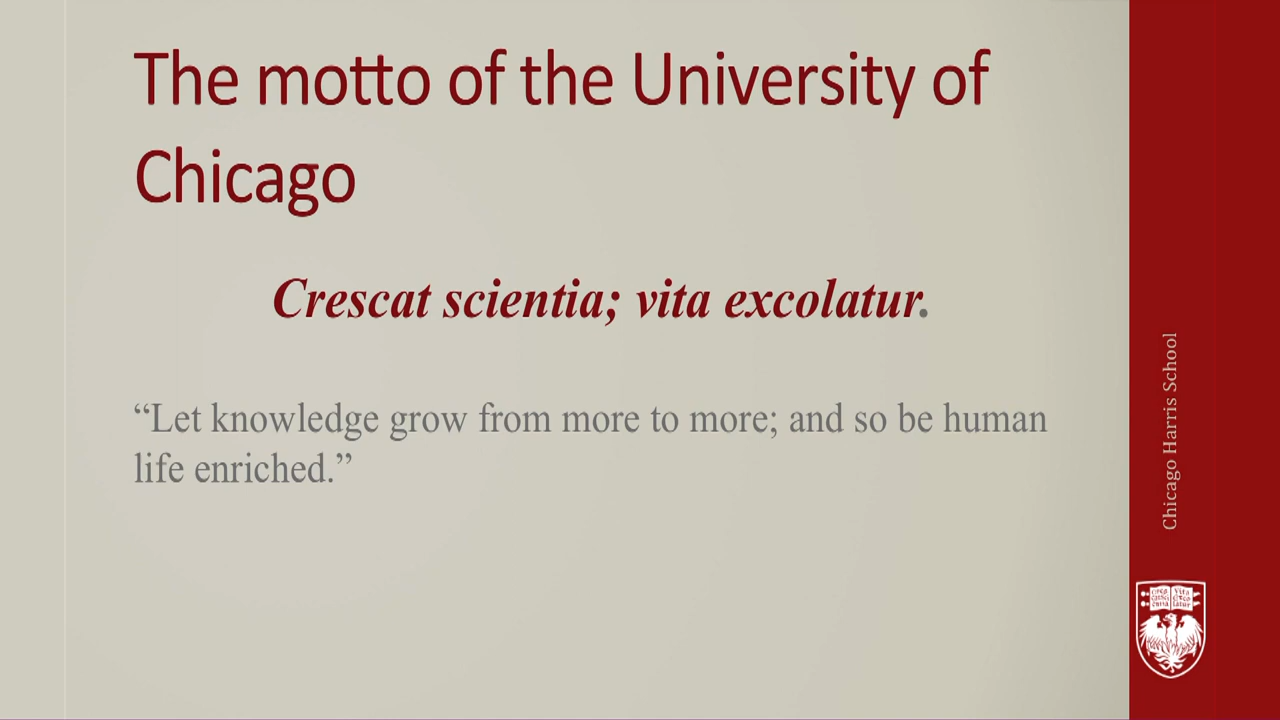 The motto of the University of
Chicago
Crescat scientia; vita excolatur.
“Let knowledge grow from more to more; and so be human
life enriched.”
Chicago Harris School